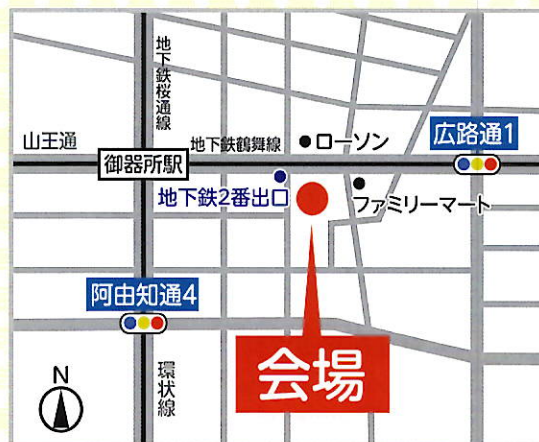 地下鉄桜通線
山王通
地下鉄鶴舞線
ローソン
広路通1
御器所駅
地下鉄2番出口
ファミリーマート
阿由知通4
会場
環状線
N